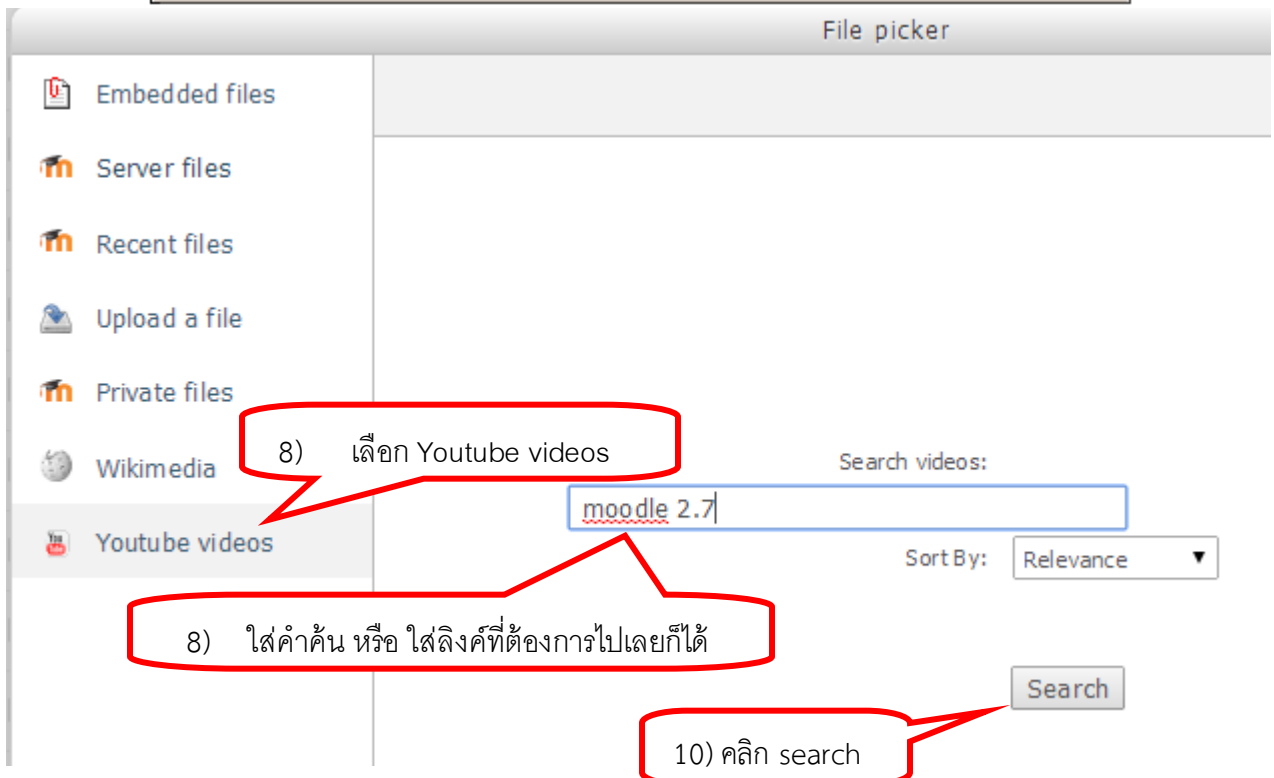 File picker
Embedded files
Server files
Recent files
Upload a file
Private files
8) เลือก Youtube videos
Wikimedia
Search videos:
moodle 2.7
Youtube videos
Sort By: Relevance
8) ใส่คำค้น หรือ ใส่ลิงค์ที่ต้องการไปเลยก็ได้
Search
10) คลิก search